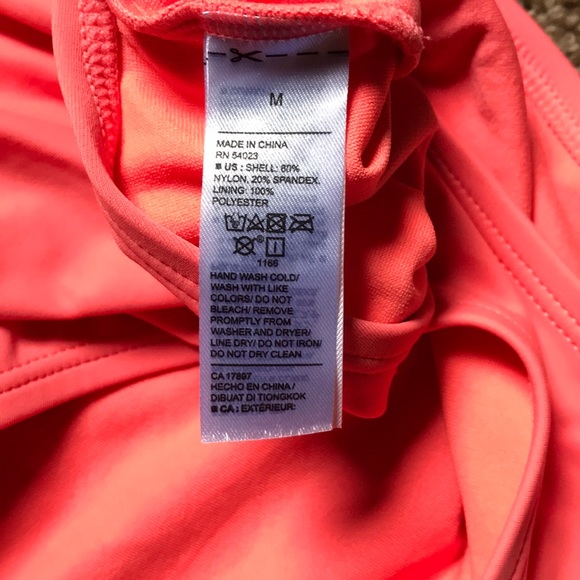 M
MADE IN CHINA
RN 54023
■ US : SHELL: 80%
NYLON, 20% SPANDEX.
LINING: 100%
POLYESTER
1166
HAND WASH COLD/
WASH WITH LIKE
COLORS/ DO NOT
BLEACH/ REMOVE
PROMPTLY FROM
WASHER AND DRYER/
LINE DRY/ DO NOT IRON/
DO NOT DRY CLEAN
CA 17897
HECHO EN CHINA /
DIBUAT DI TIONGKOK
■ CA : EXTÉRIEUR: